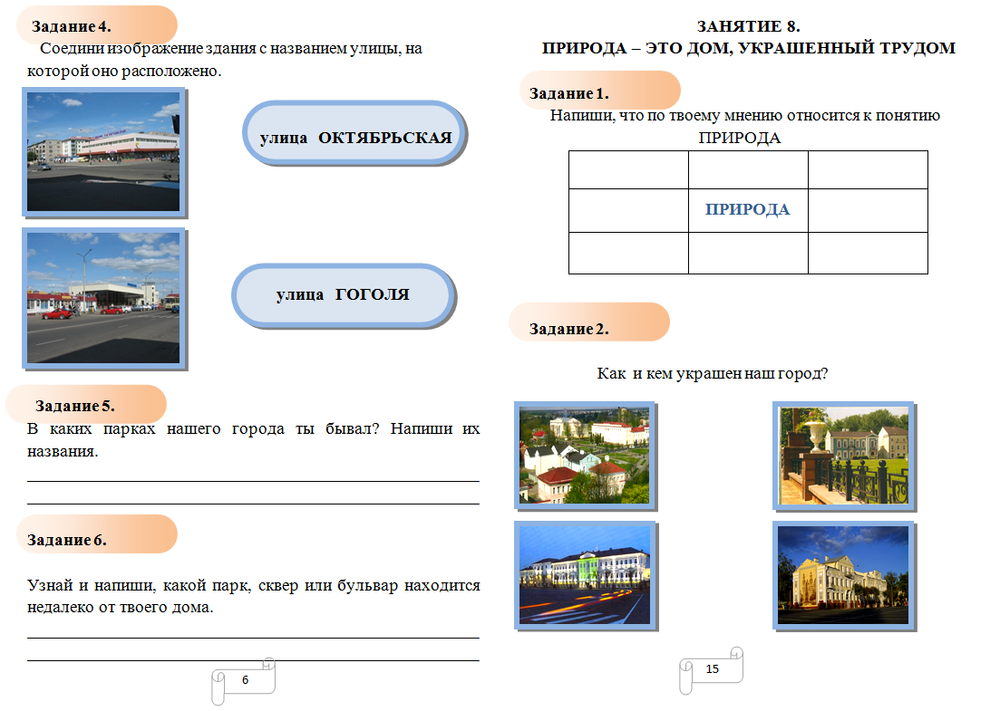 Задание 4.
Соедини изображение здания с названием улицы, на
которой оно расположено.
улица ОКТЯБРЬСКАЯ
улица ГОГОЛЯ
Задание 5.
В каких парках нашего города ты бывал? Напиши их
названия.
Задание 6.
Узнай и напиши, какой парк, сквер или бульвар находится
недалеко от твоего дома.
6
ЗАНЯТИЕ 8.
ПРИРОДА – ЭТО ДОМ, УКРАШЕННЫЙ ТРУДОМ
Задание 1.
Напиши, что по твоему мнению относится к понятию
ПРИРОДА
ПРИРОДА
Задание 2.
Как и кем украшен наш город?
15